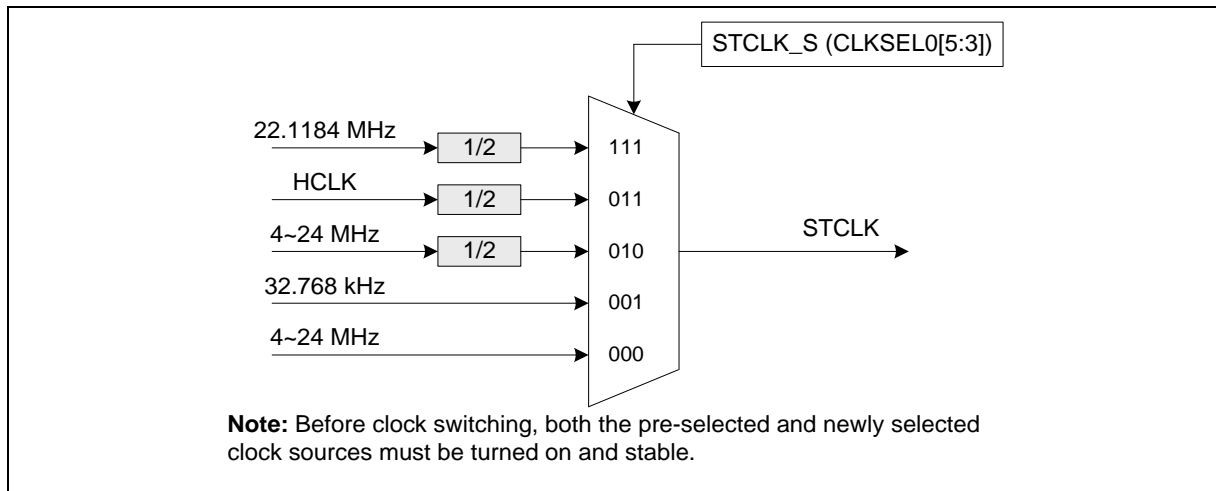 STCLK_S (CLKSEL0[5:3])
22.1184 MHz
1/2
111
HCLK
1/2
011
4~24 MHz
1/2
010
STCLK
32.768 kHz
001
4~24 MHz
000
Note: Before clock switching, both the pre-selected and newly selected
clock sources must be turned on and stable.